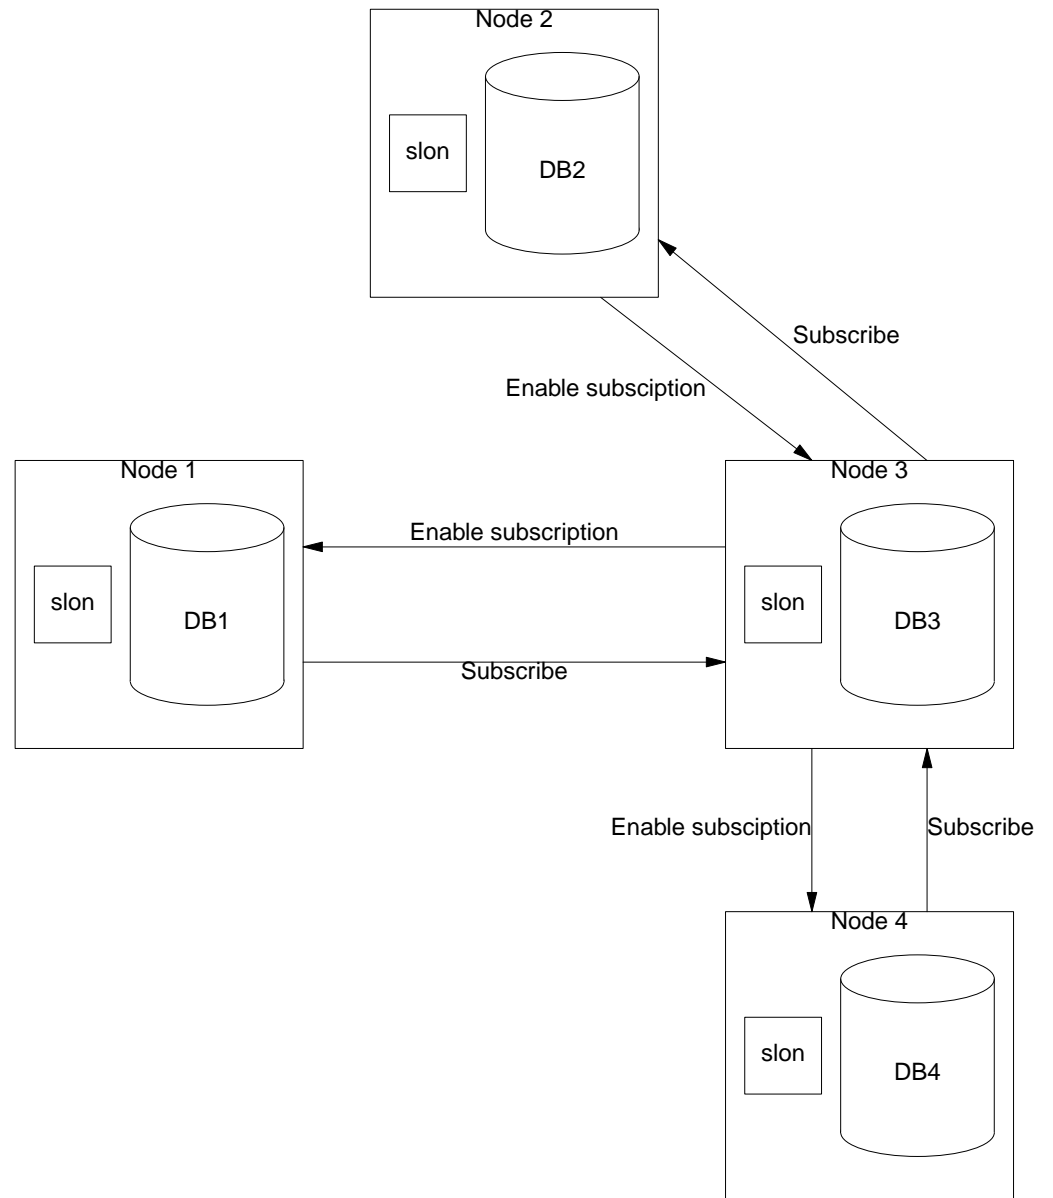 Node 2
slon
DB2
Subscribe
Enable subsciption
Node 1
Node 3
Enable subscription
slon
DB1
slon
DB3
Subscribe
Enable subsciption
Subscribe
Node 4
slon
DB4